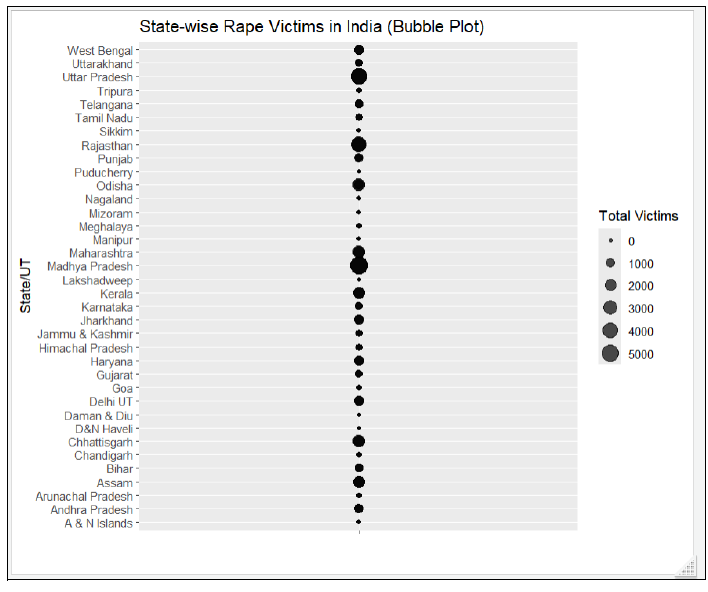 State-wise Rape Victims in India (Bubble Plot)
West Bengal
Uttarakhand
Uttar Pradesh
Tripura
Telangana
Tamil Nadu
Sikkim
Rajasthan
Punjab
Puducherry
Odisha
Nagaland
Mizoram
Meghalaya
Manipur
Maharashtra
Madhya Pradesh
Lakshadweep
Kerala
Karnataka
Jharkhand
Jammu & Kashmir
Himachal Pradesh
Haryana
Gujarat
Goa
Delhi UT
Daman & Diu
D&N Haveli
Chhattisgarh
Chandigarh
Bihar
Assam
Arunachal Pradesh
Andhra Pradesh
A & N Islands
State/UT
Total Victims
0
1000
2000
3000
4000
5000